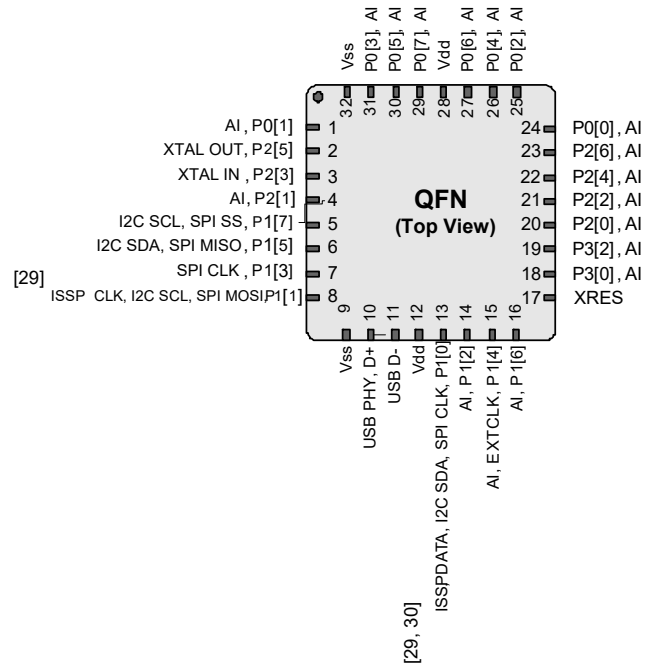 Vss
P0[3], AI
P0[5], AI
P0[7], AI
Vdd
P0[6], AI
P0[4], AI
P0[2], AI
32
31
30
29
28
27
26
25
AI , P0[1]
1
XTAL OUT, P2[5]
2
XTAL IN , P2[3]
3
AI, P2[1]
4
I2C SCL, SPI SS, P1[7]
5
I2C SDA, SPI MISO, P1[5]
6
SPI CLK , P1[3]
7
[29]
ISSP CLK, I2C SCL, SPI MOSI,P1[1]
8
QFN
(Top View)
24
P0[0] , AI
23
P2[6] , AI
22
P2[4] , AI
21
P2[2] , AI
20
P2[0] , AI
19
P3[2] , AI
18
P3[0] , AI
17
XRES
9
10
11
12
13
14
15
16
Vss
USB PHY, D+
USB D-
Vdd
ISSPDATA, I2C SDA, SPI CLK, P1[0]
AI, P1[2]
AI, EXTCLK, P1[4]
AI, P1[6]
[29, 30]